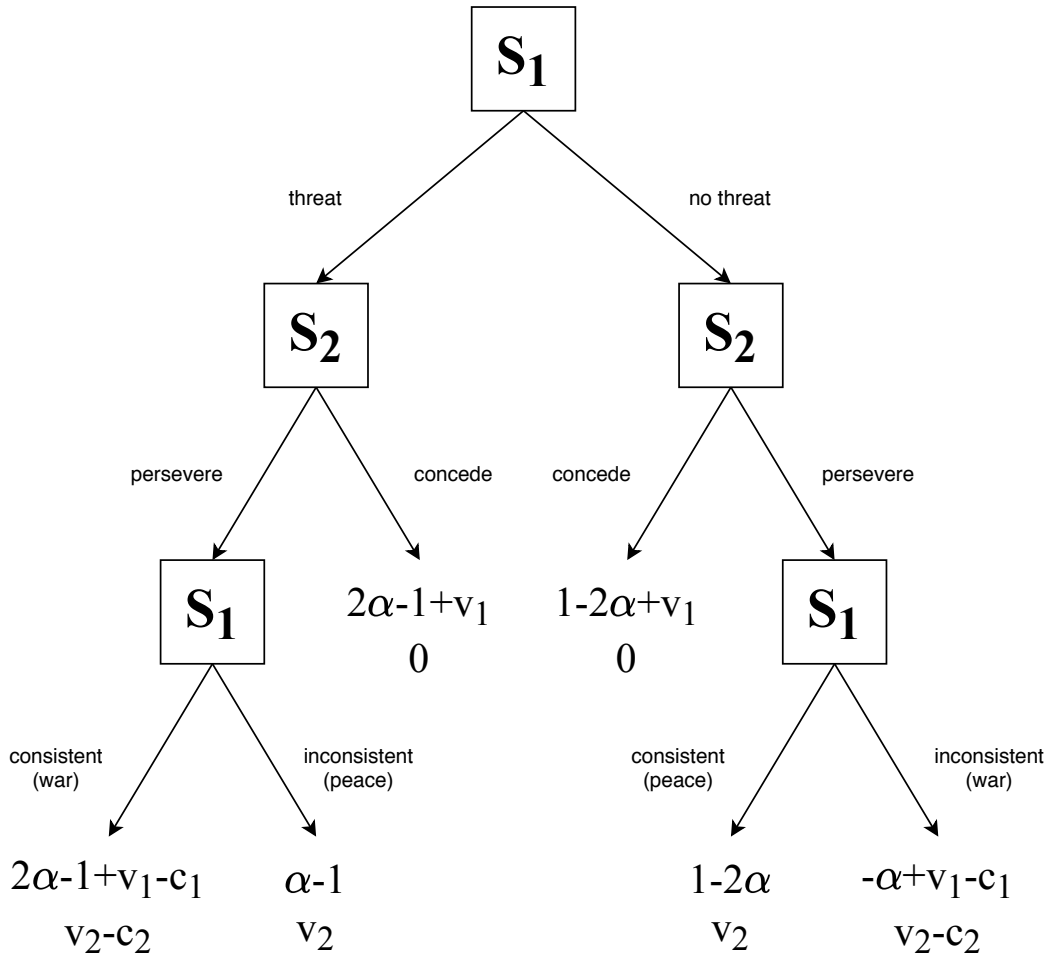 S₁
threat
no threat
S₂
S₂
persevere
concede
concede
persevere
S₁
2α-1+v₁
0
1-2α+v₁
0
S₁
consistent
(war)
inconsistent
(peace)
consistent
(peace)
inconsistent
(war)
2α-1+v₁-c₁
v₂-c₂
α-1
v₂
1-2α
v₂
-α+v₁-c₁
v₂-c₂